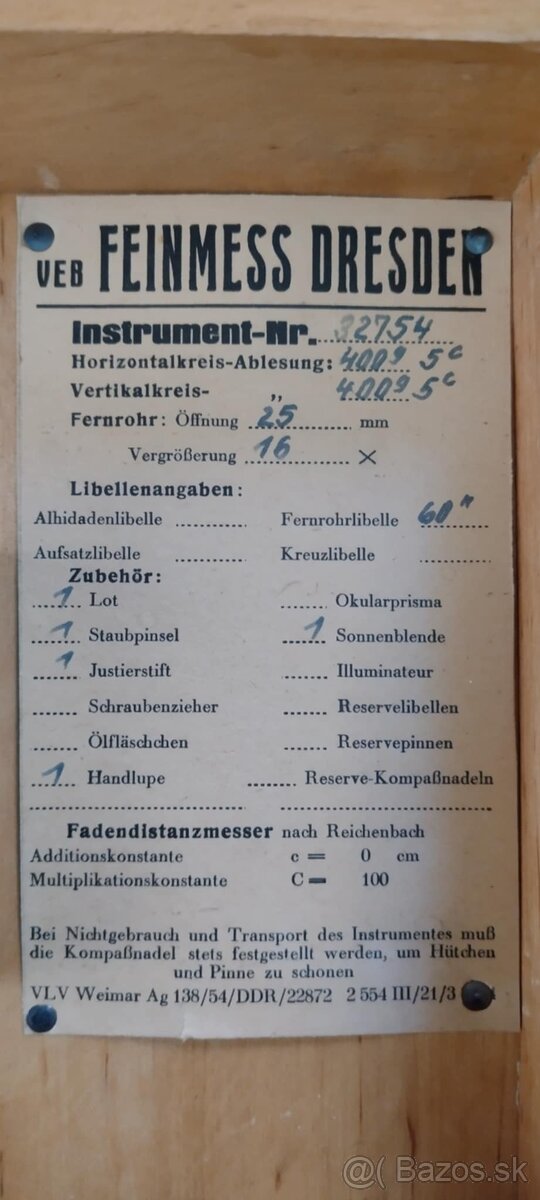 VEB FEINMESS DRESDEN
Instrument-Nr. 32754
Horizontalkreis-Ablesung: 400ᵍ 5ᶜ
Vertikalkreis- „ 400ᵍ 5ᶜ
Fernrohr: Öffnung 25 mm
Vergrößerung 16 ×
Libellenangaben:
Alhidadenlibelle Fernrohrlibelle 60"
Aufsatzlibelle Kreuzlibelle
Zubehör:
1 Lot Okularprisma
1 Staubpinsel 1 Sonnenblende
1 Justierstift Illuminateur
Schraubenzieher Reservelibellen
Ölfläschchen Reservepinnen
1 Handlupe Reserve-Kompaßnadeln
Fadendistanzmesser nach Reichenbach
Additionskonstante c = 0 cm
Multiplikationskonstante C = 100
Bei Nichtgebrauch und Transport des Instrumentes muß
die Kompaßnadel stets festgestellt werden, um Hütchen
und Pinne zu schonen
VLV Weimar Ag 138/54/DDR/22872 2 554 III/21/3
@( Bazos.sk